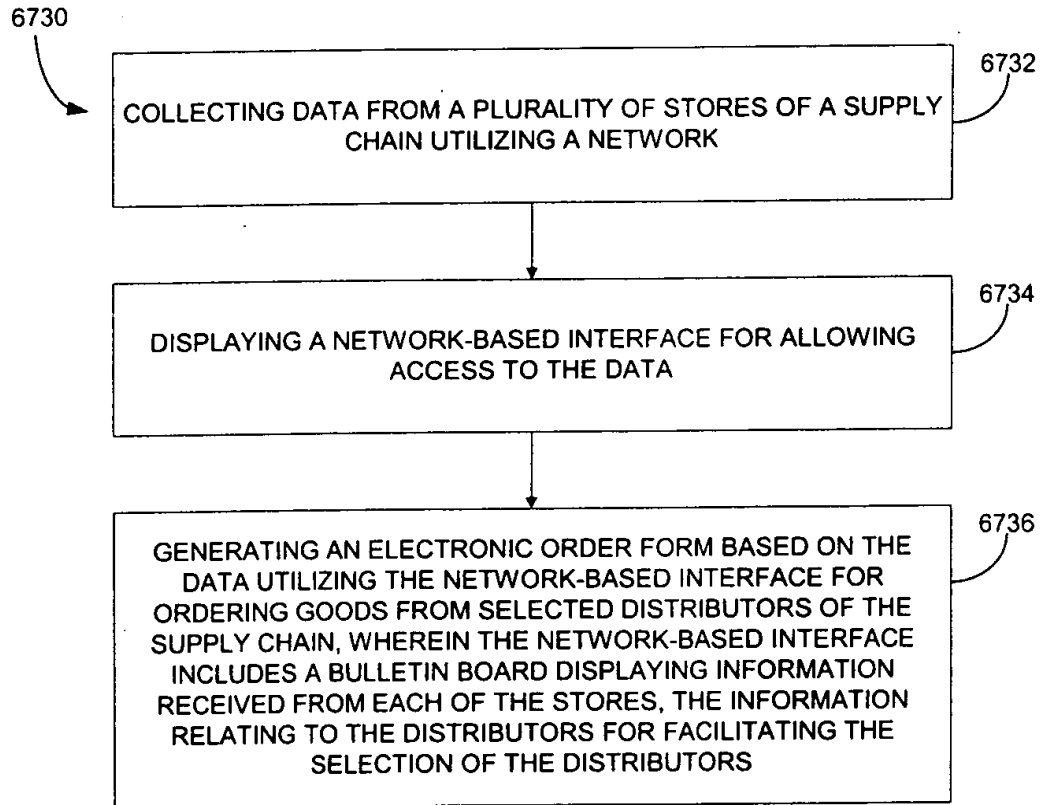 6730
6732
COLLECTING DATA FROM A PLURALITY OF STORES OF A SUPPLY
CHAIN UTILIZING A NETWORK
6734
DISPLAYING A NETWORK-BASED INTERFACE FOR ALLOWING
ACCESS TO THE DATA
6736
GENERATING AN ELECTRONIC ORDER FORM BASED ON THE
DATA UTILIZING THE NETWORK-BASED INTERFACE FOR
ORDERING GOODS FROM SELECTED DISTRIBUTORS OF THE
SUPPLY CHAIN, WHEREIN THE NETWORK-BASED INTERFACE
INCLUDES A BULLETIN BOARD DISPLAYING INFORMATION
RECEIVED FROM EACH OF THE STORES, THE INFORMATION
RELATING TO THE DISTRIBUTORS FOR FACILITATING THE
SELECTION OF THE DISTRIBUTORS